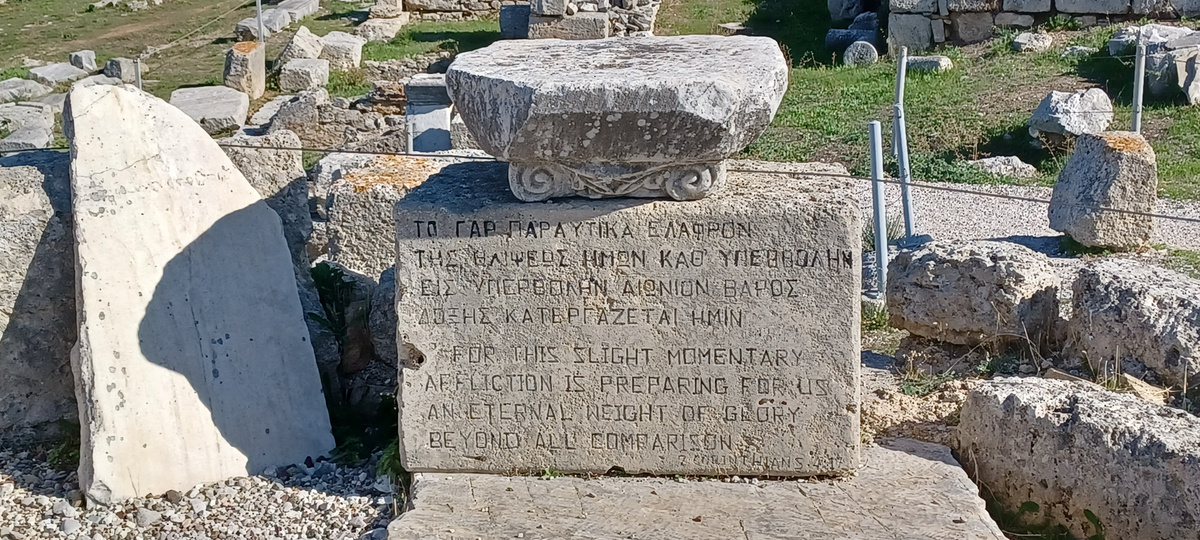 ΤΟ ΓΑΡ ΠΑΡΑΥΤΙΚΑ ΕΛΑΦΡΟΝ
ΤΗΣ ΘΛΙΨΕΩΣ ΗΜΩΝ ΚΑΘ ΥΠΕΡΒΟΛΗΝ
ΕΙΣ ΥΠΕΡΒΟΛΗΝ ΑΙΩΝΙΟΝ ΒΑΡΟΣ
ΔΟΞΗΣ ΚΑΤΕΡΓΑΖΕΤΑΙ ΗΜΙΝ
FOR THIS SLIGHT MOMENTARY
AFFLICTION IS PREPARING FOR US
AN ETERNAL WEIGHT OF GLORY
BEYOND ALL COMPARISON
2 CORINTHIANS